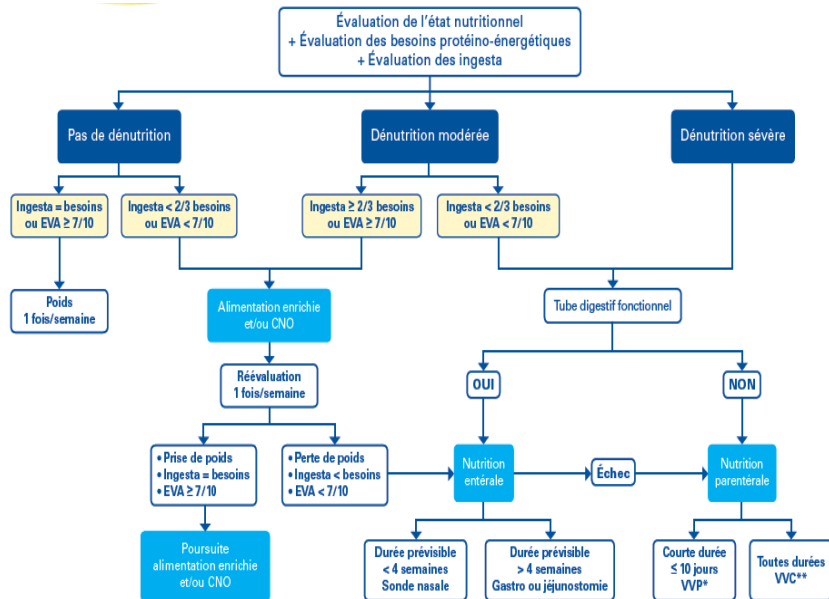 Évaluation de l'état nutritionnel
+ Évaluation des besoins protéino-énergétiques
+ Évaluation des ingesta
Pas de dénutrition
Dénutrition modérée
Dénutrition sévère
Ingesta = besoins
ou EVA ≥ 7/10
Ingesta < 2/3 besoins
ou EVA < 7/10
Ingesta ≥ 2/3 besoins
ou EVA ≥ 7/10
Ingesta < 2/3 besoins
ou EVA < 7/10
Poids
1 fois/semaine
Alimentation enrichie
et/ou CNO
Tube digestif fonctionnel
Réévaluation
1 fois/semaine
OUI
NON
• Prise de poids
• Ingesta = besoins
• EVA ≥ 7/10
• Perte de poids
• Ingesta < besoins
• EVA < 7/10
Nutrition
entérale
Échec
Nutrition
parentérale
Poursuite
alimentation enrichie
et/ou CNO
Durée prévisible
< 4 semaines
Sonde nasale
Durée prévisible
> 4 semaines
Gastro ou jéjunostomie
Courte durée
≤ 10 jours
VVP*
Toutes durées
VVC**